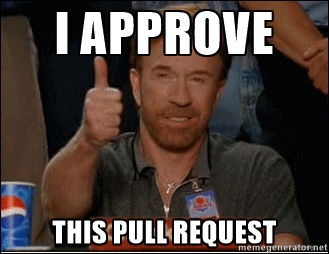 I APPROVE
THIS PULL REQUEST
memegenerator.net